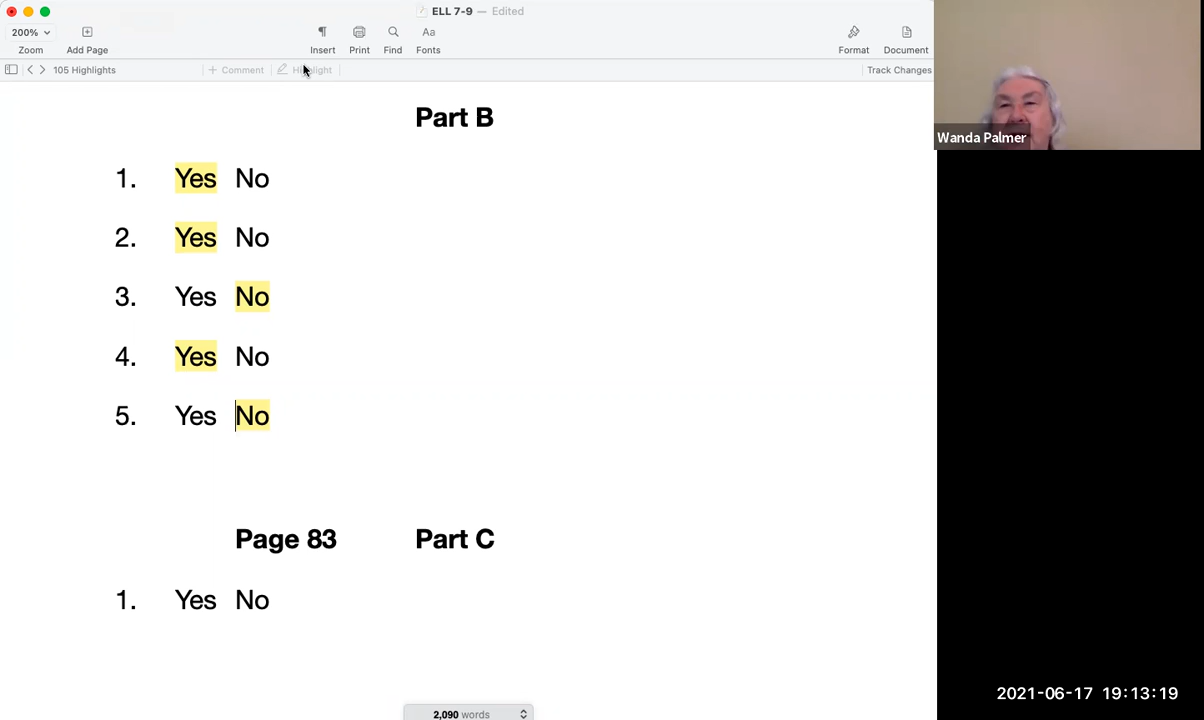 ELL 7-9 — Edited
200%
Zoom
Add Page
Insert
Print
Find
Aa
Fonts
Format
Document
105 Highlights
+ Comment
Highlight
Track Changes
Wanda Palmer
Part B
1. Yes No
2. Yes No
3. Yes No
4. Yes No
5. Yes No
Page 83 Part C
1. Yes No
2021-06-17 19:13:19
2,090 words